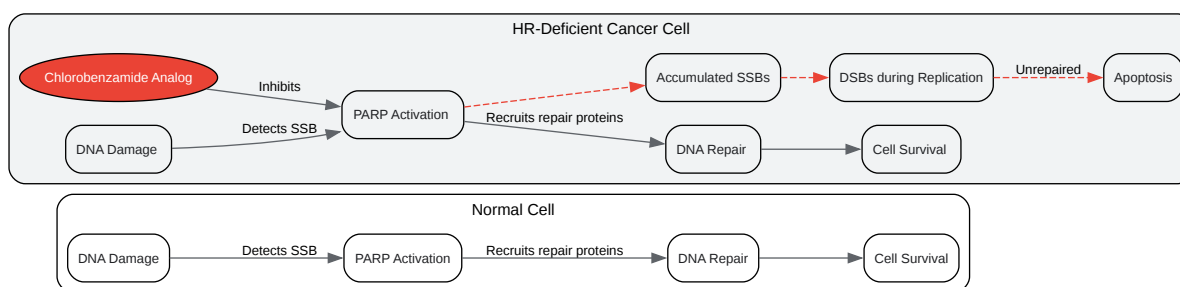 HR-Deficient Cancer Cell
Chlorobenzamide Analog
Inhibits
Accumulated SSBs
DSBs during Replication
Unrepaired
Apoptosis
PARP Activation
Recruits repair proteins
Detects SSB
DNA Damage
DNA Repair
Cell Survival
Normal Cell
DNA Damage
Detects SSB
PARP Activation
Recruits repair proteins
DNA Repair
Cell Survival